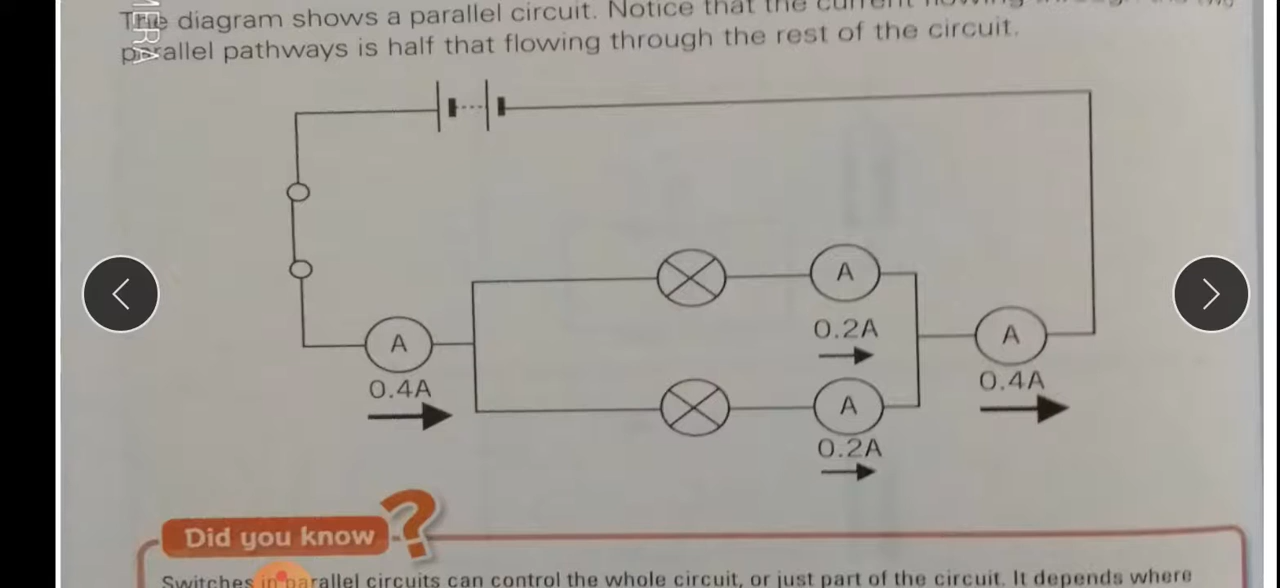 diagram shows a parallel circuit. Notice that the
parallel pathways is half that flowing through the rest of the circuit.
A
0.2A
A
0.4A
A
0.4A
A
0.2A
Did you know ?
Switches in parallel circuits can control the whole circuit, or just part of the circuit. It depends where